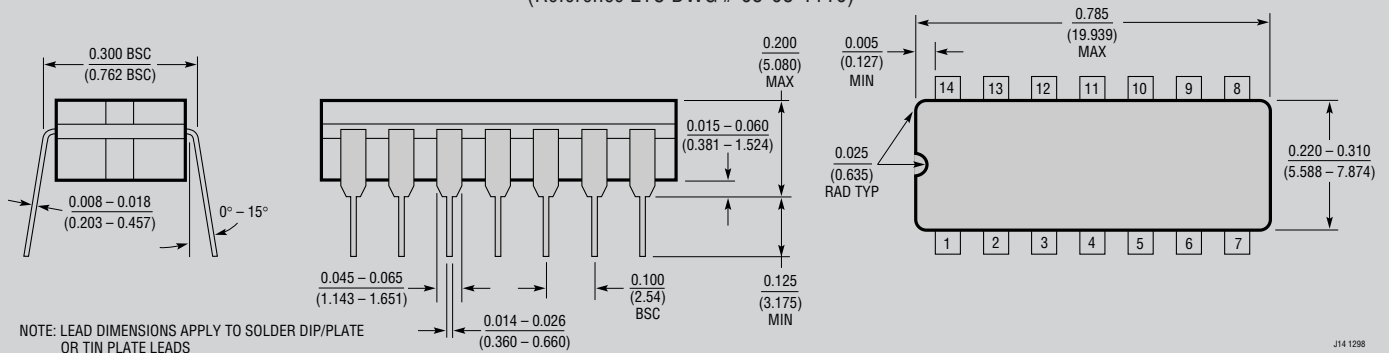 0.300 BSC
(0.762 BSC)
0.008 – 0.018
(0.203 – 0.457)
0° – 15°
0.200
(5.080)
MAX
0.015 – 0.060
(0.381 – 1.524)
0.045 – 0.065
(1.143 – 1.651)
0.100
(2.54)
BSC
0.125
(3.175)
MIN
0.014 – 0.026
(0.360 – 0.660)
NOTE: LEAD DIMENSIONS APPLY TO SOLDER DIP/PLATE
OR TIN PLATE LEADS
0.005
(0.127)
MIN
0.785
(19.939)
MAX
14 13 12 11 10 9 8
0.025
(0.635)
RAD TYP
0.220 – 0.310
(5.588 – 7.874)
1 2 3 4 5 6 7
J14 1298